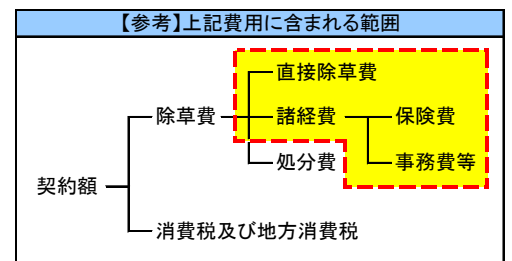 【参考】上記費用に含まれる範囲
直接除草費
除草費 諸経費 保険費
処分費 事務費等
契約額
消費税及び地方消費税